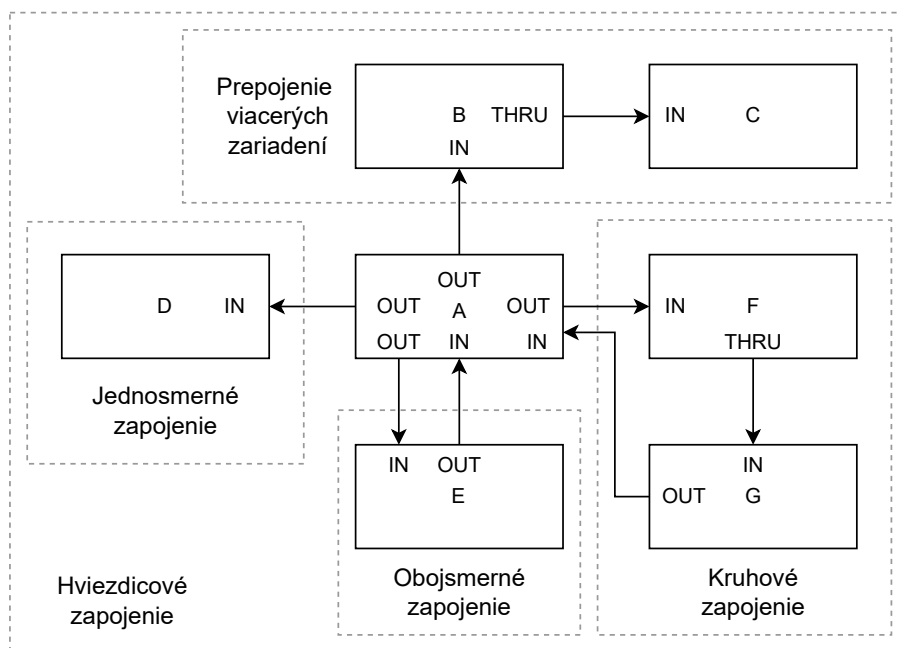 Prepojenie
viacerých
zariadení
B THRU
IN
IN C
D IN
Jednosmerné
zapojenie
OUT
OUT A OUT
OUT IN IN
IN F
THRU
IN OUT
E
Obojsmerné
zapojenie
IN
OUT G
Kruhové
zapojenie
Hviezdicové
zapojenie